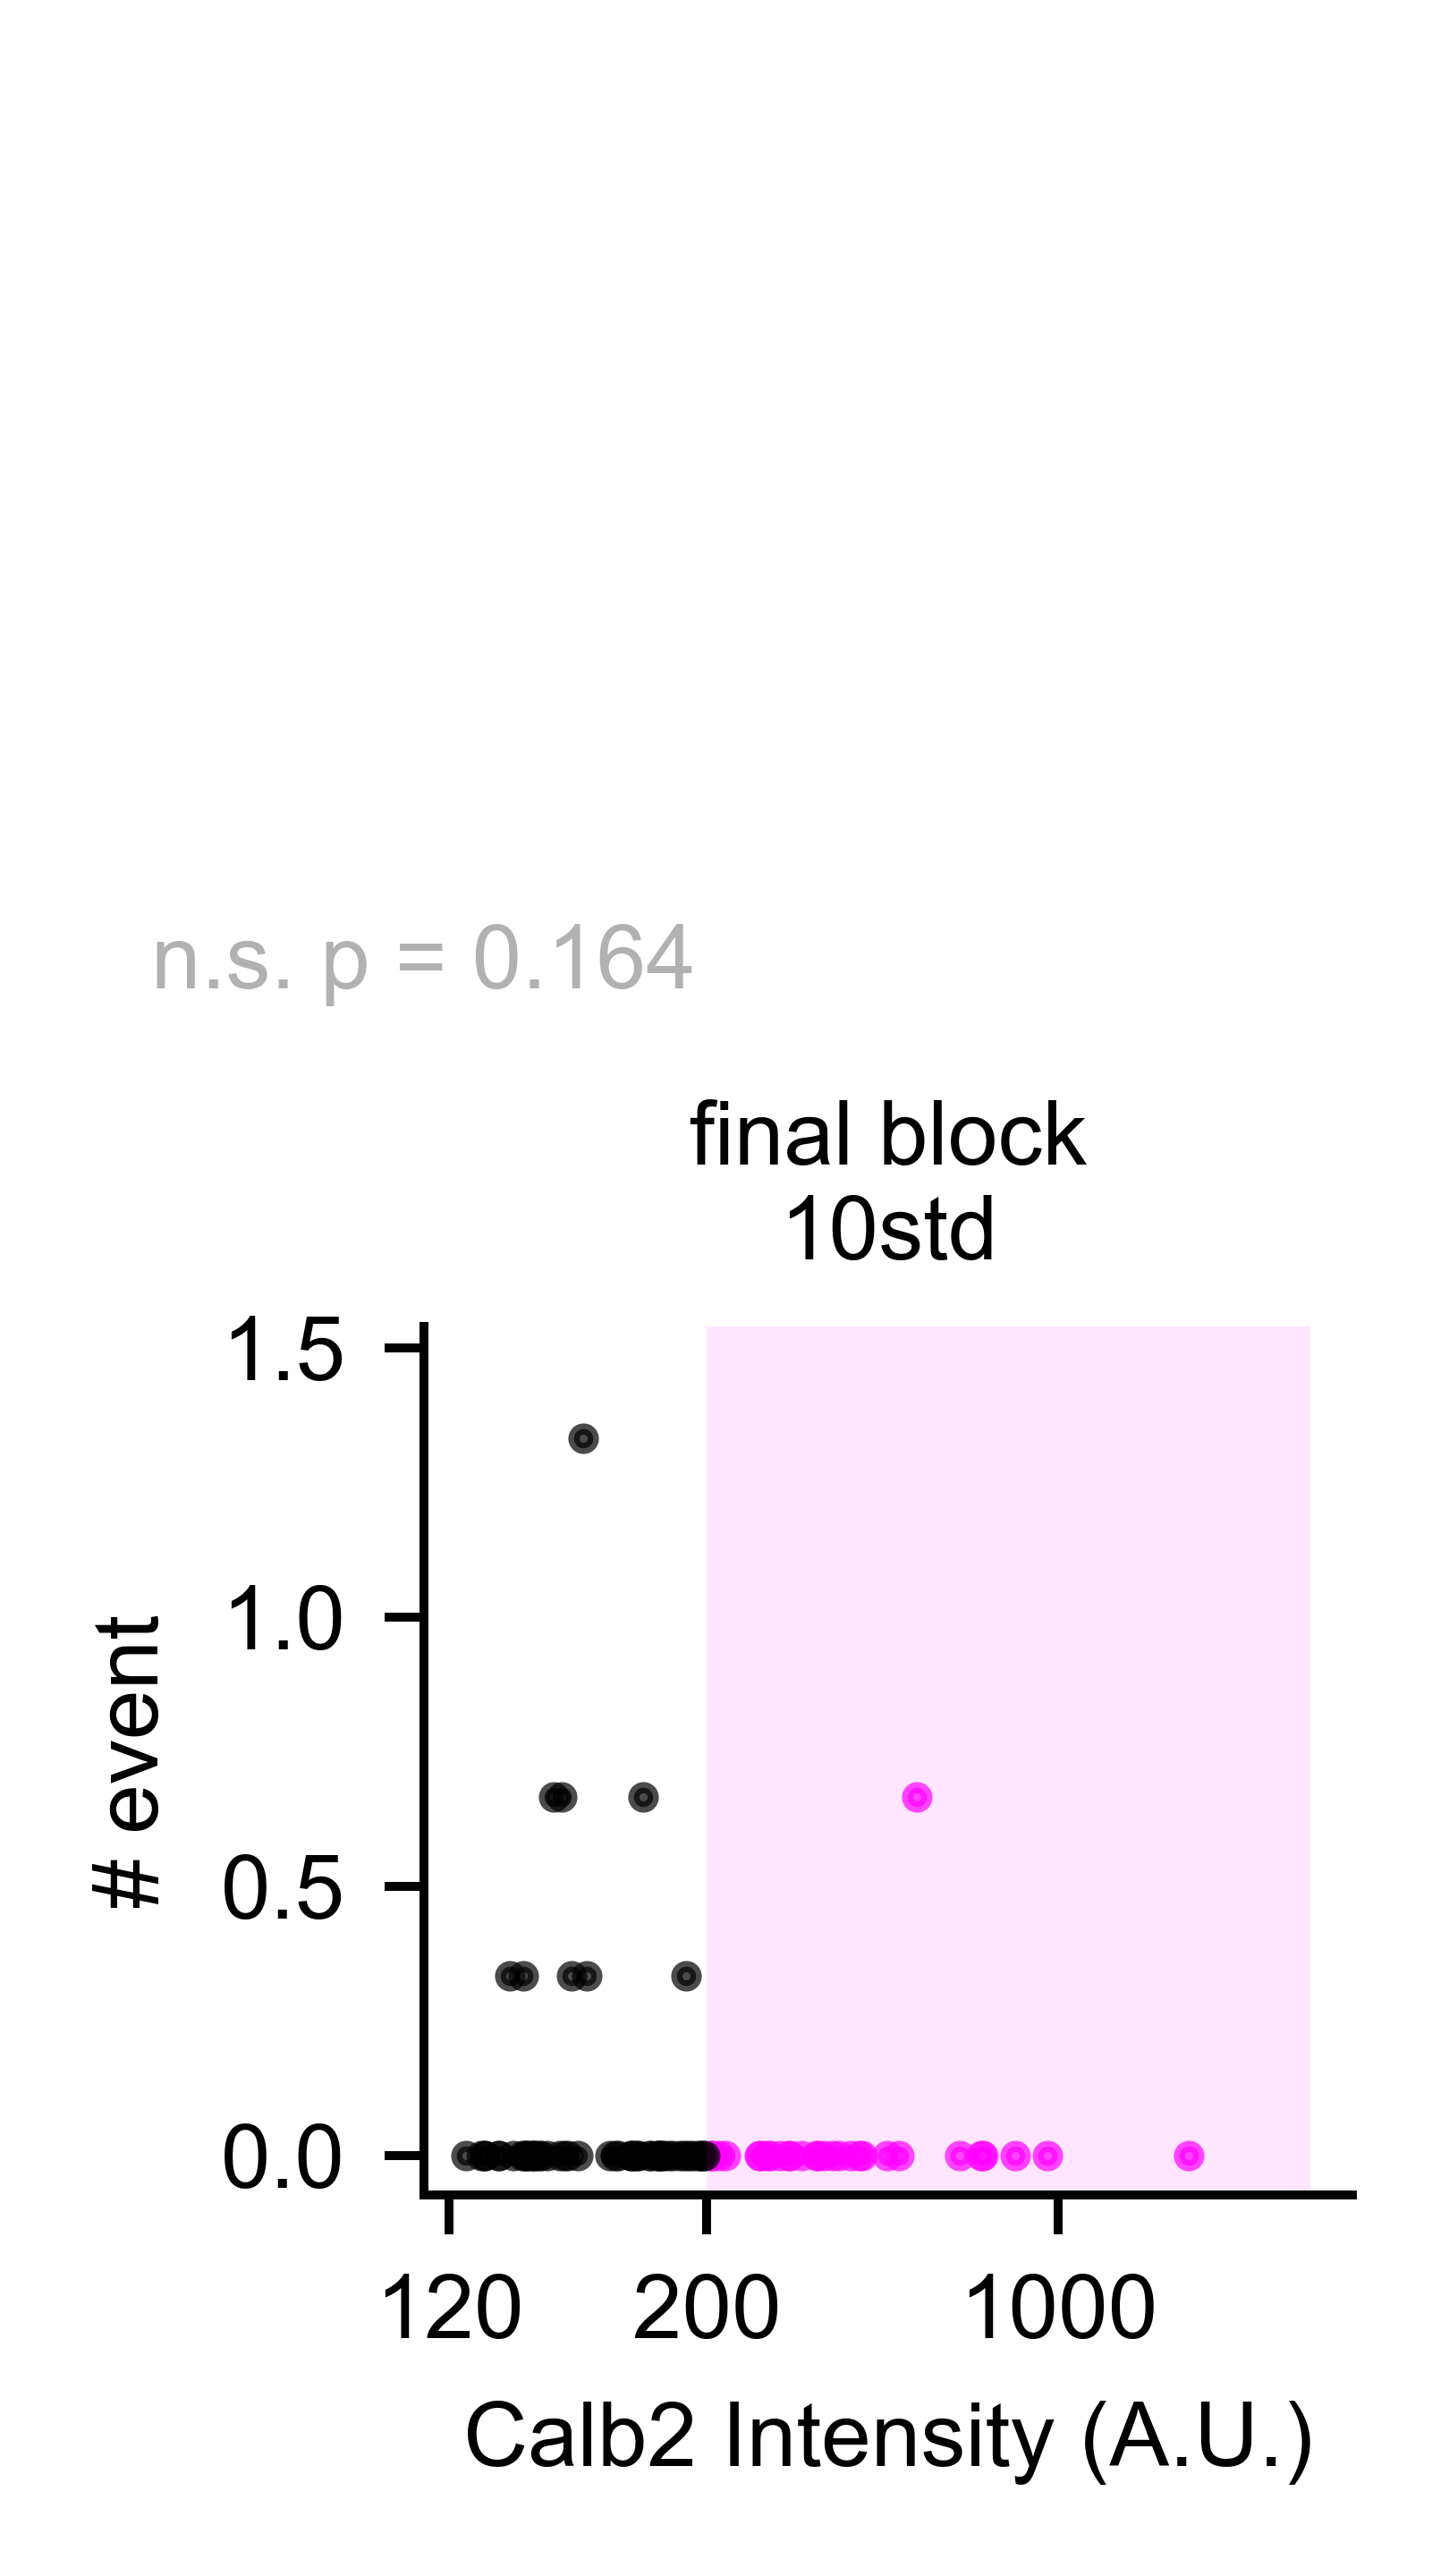 n.s. p = 0.164
final block
10std
1.5
1.0
0.5
0.0
# event
120 200 1000
Calb2 Intensity (A.U.)